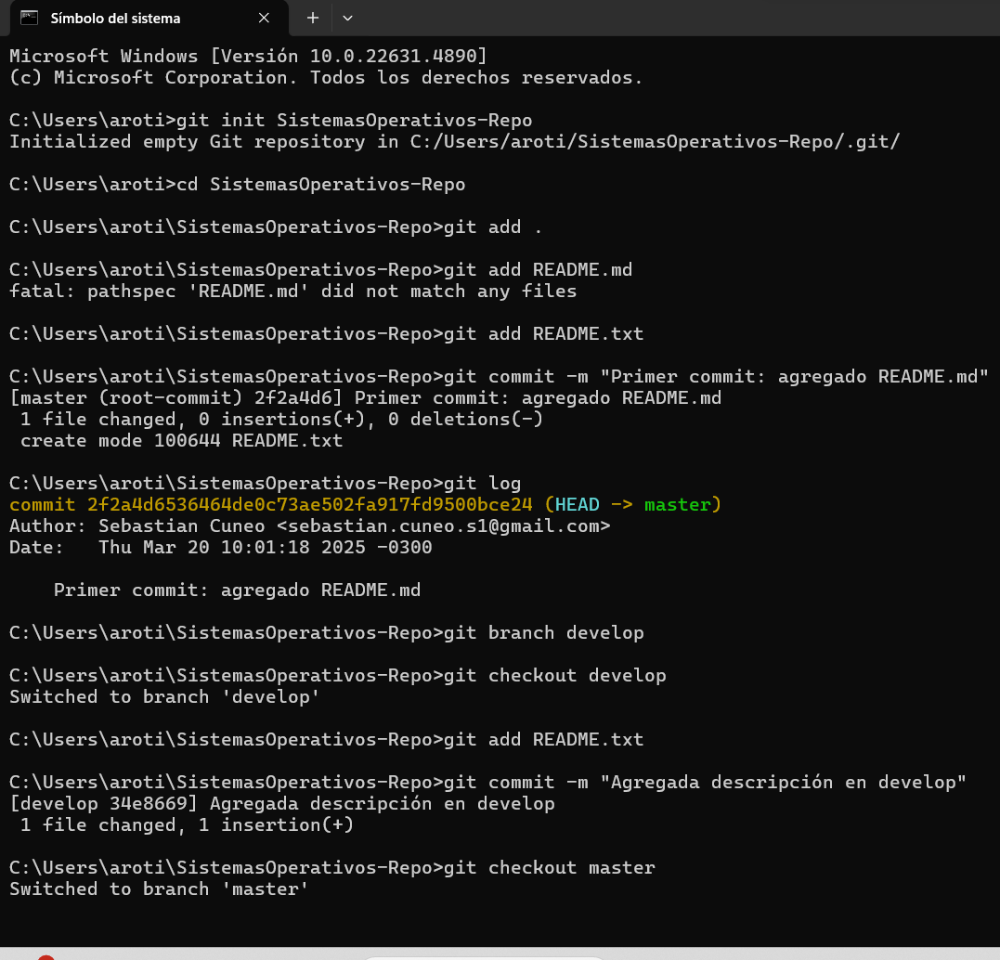 Símbolo del sistema
Microsoft Windows [Versión 10.0.22631.4890]
(c) Microsoft Corporation. Todos los derechos reservados.
C:\Users\aroti>git init SistemasOperativos-Repo
Initialized empty Git repository in C:/Users/aroti/SistemasOperativos-Repo/.git/
C:\Users\aroti>cd SistemasOperativos-Repo
C:\Users\aroti\SistemasOperativos-Repo>git add .
C:\Users\aroti\SistemasOperativos-Repo>git add README.md
fatal: pathspec 'README.md' did not match any files
C:\Users\aroti\SistemasOperativos-Repo>git add README.txt
C:\Users\aroti\SistemasOperativos-Repo>git commit -m "Primer commit: agregado README.md"
[master (root-commit) 2f2a4d6] Primer commit: agregado README.md
 1 file changed, 0 insertions(+), 0 deletions(-)
 create mode 100644 README.txt
C:\Users\aroti\SistemasOperativos-Repo>git log
commit 2f2a4d6536464de0c73ae502fa917fd9500bce24 (HEAD -> master)
Author: Sebastian Cuneo <sebastian.cuneo.s1@gmail.com>
Date:   Thu Mar 20 10:01:18 2025 -0300
    Primer commit: agregado README.md
C:\Users\aroti\SistemasOperativos-Repo>git branch develop
C:\Users\aroti\SistemasOperativos-Repo>git checkout develop
Switched to branch 'develop'
C:\Users\aroti\SistemasOperativos-Repo>git add README.txt
C:\Users\aroti\SistemasOperativos-Repo>git commit -m "Agregada descripción en develop"
[develop 34e8669] Agregada descripción en develop
 1 file changed, 1 insertion(+)
C:\Users\aroti\SistemasOperativos-Repo>git checkout master
Switched to branch 'master'